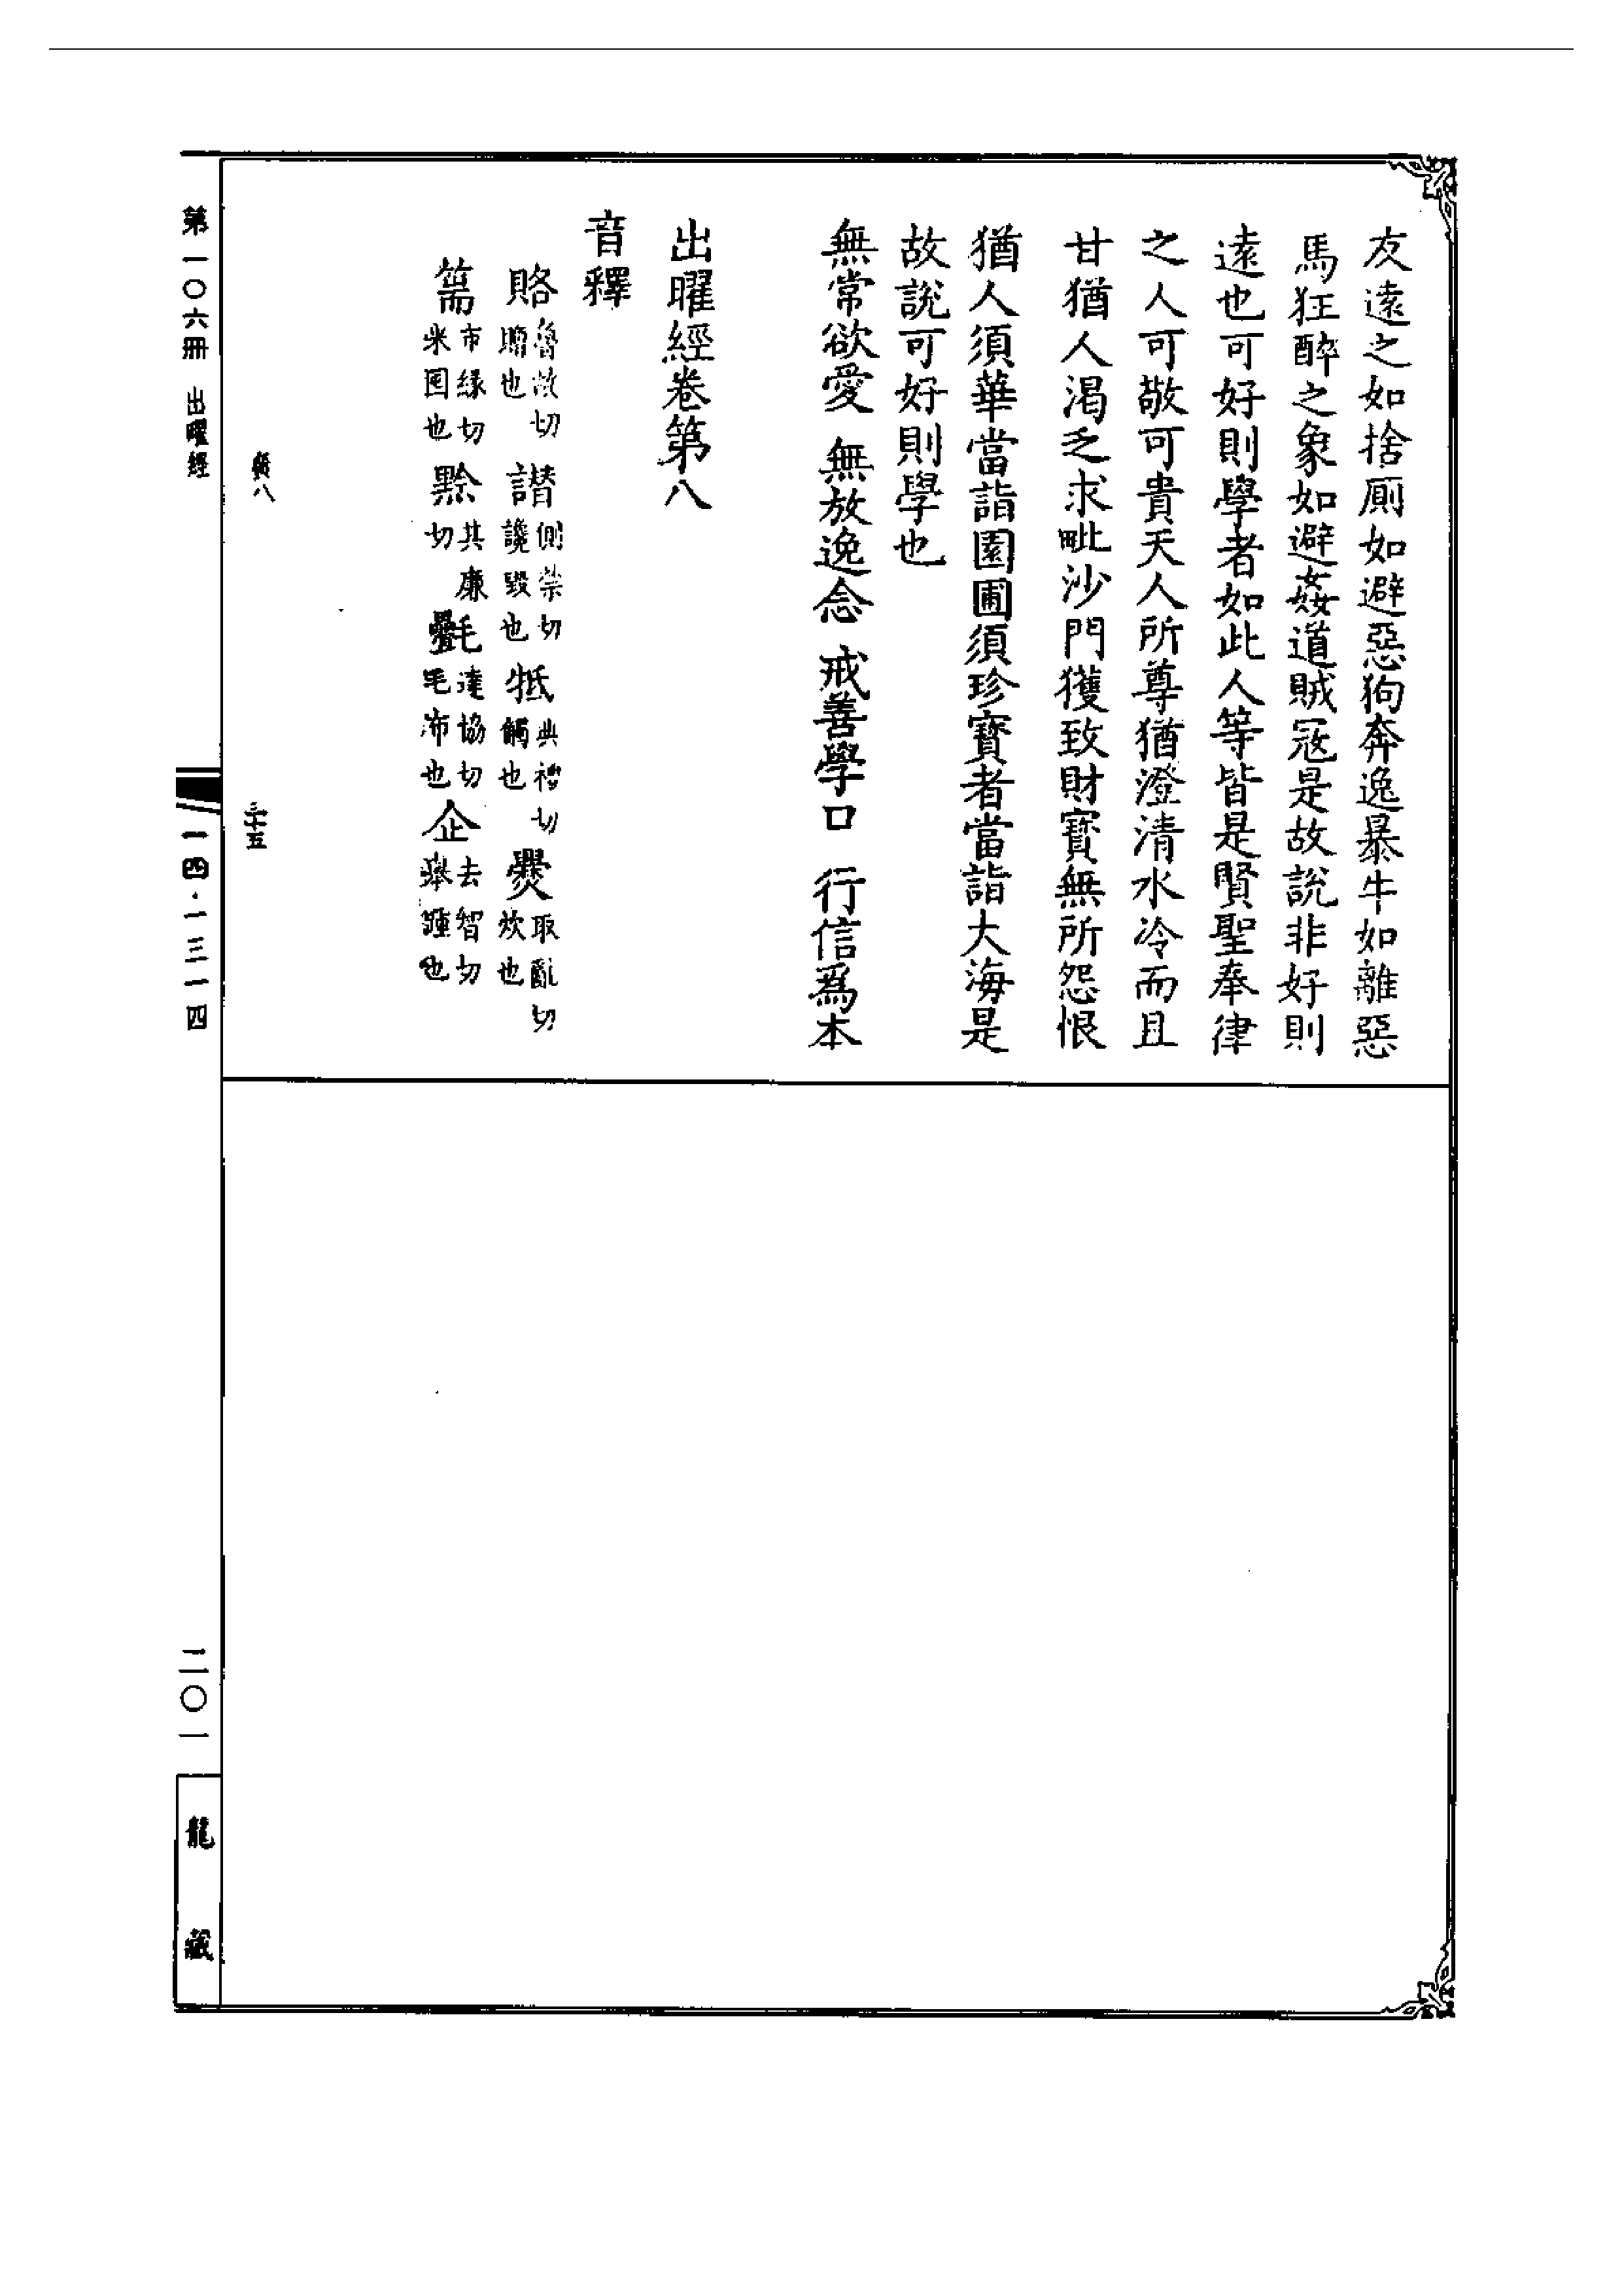 友遠之如捨廁如避惡狗奔逸暴牛如離惡
馬狂醉之象如避姦道賊寇是故說非好則
遠也可好則學者如此人等皆是賢聖奉律
之人可敬可貴天人所尊猶澄清水冷而且
甘猶人渴乏求毗沙門獲致財寶無所怨恨
猶人須華當詣園圃須珍寶者當詣大海是
故說可好則學也
無常欲愛 無放逸念 戒善學口 行信爲本
出曜經卷第八
音釋
賂魯故切賂也 譖側禁切讒毀也 牴典禮切觸也 爨取亂切炊也
篅市緣切米囤也 黔其廉切 㲲達協切毛布也 企去智切舉踵也
八
三十五
第一〇六冊 出曜經
一四·一三一四
二〇一
龍藏